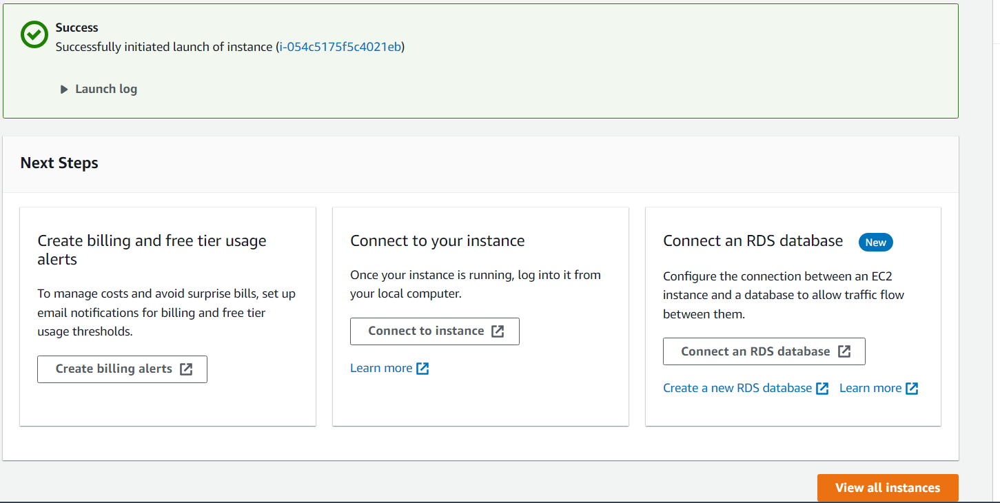 Success
Successfully initiated launch of instance (i-054c5175f5c4021eb)
Launch log
Next Steps
Create billing and free tier usage
alerts
To manage costs and avoid surprise bills, set up
email notifications for billing and free tier
usage thresholds.
Create billing alerts
Connect to your instance
Once your instance is running, log into it from
your local computer.
Connect to instance
Learn more
Connect an RDS database New
Configure the connection between an EC2
instance and a database to allow traffic flow
between them.
Connect an RDS database
Create a new RDS database Learn more
View all instances